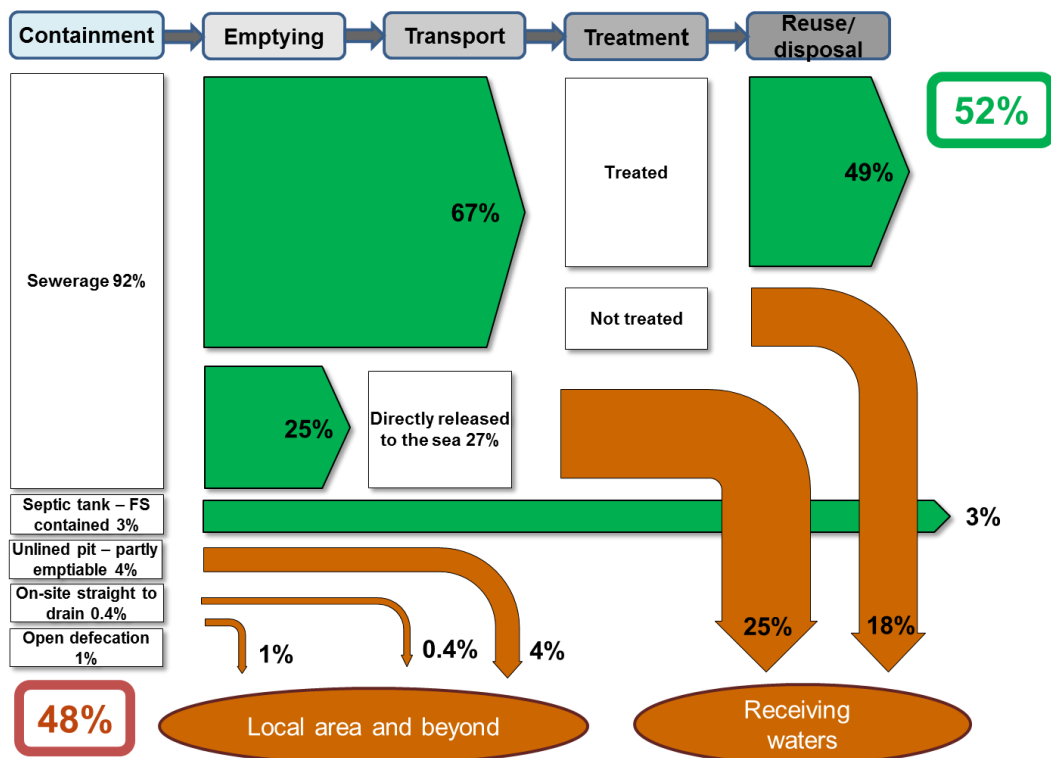 Containment
Emptying
Transport
Treatment
Reuse/
disposal
52%
Sewerage 92%
67%
Treated
49%
Not treated
25%
Directly released
to the sea 27%
Septic tank – FS
contained 3%
3%
Unlined pit – partly
emptiable 4%
On-site straight to
drain 0.4%
Open defecation
1%
1%
0.4%
4%
25%
18%
48%
Local area and beyond
Receiving
waters